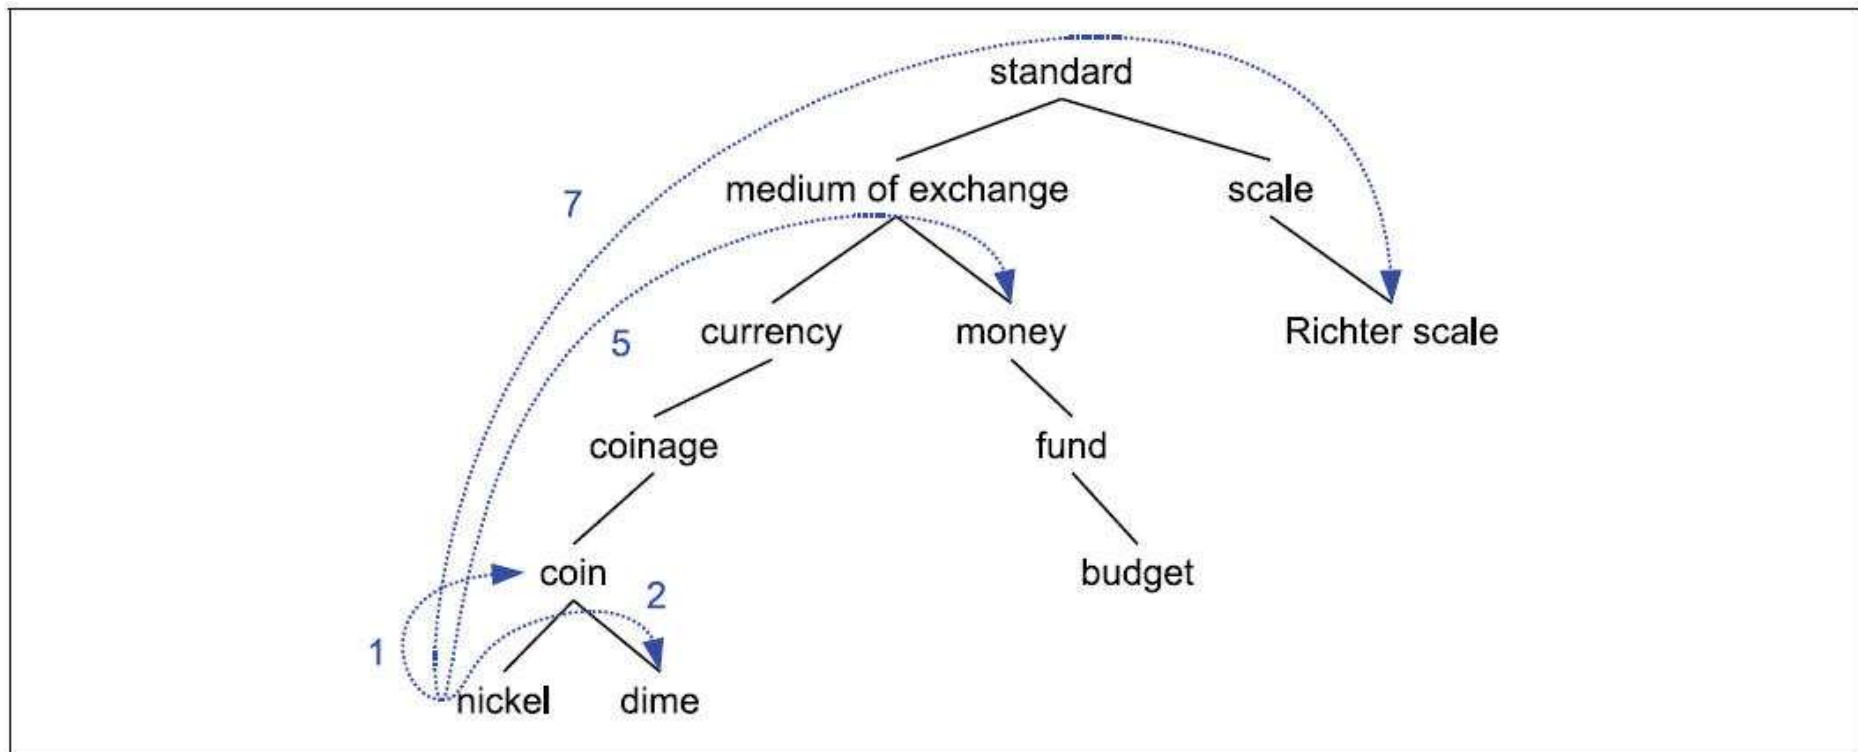 standard
7 medium of exchange scale
5 currency money Richter scale
coinage fund
coin 2 budget
1
nickel dime